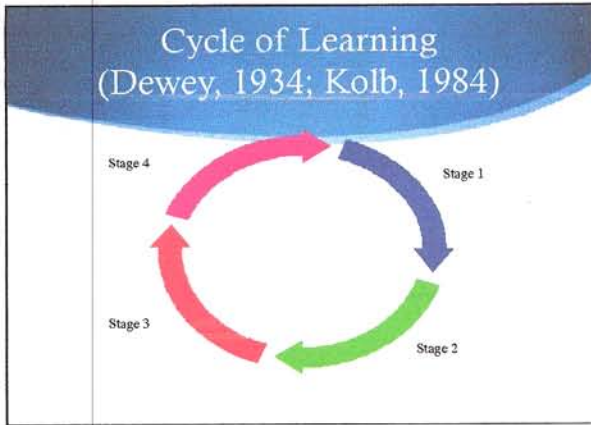 Cycle of Learning
(Dewey, 1934; Kolb, 1984)
Stage 4
Stage 1
Stage 3
Stage 2